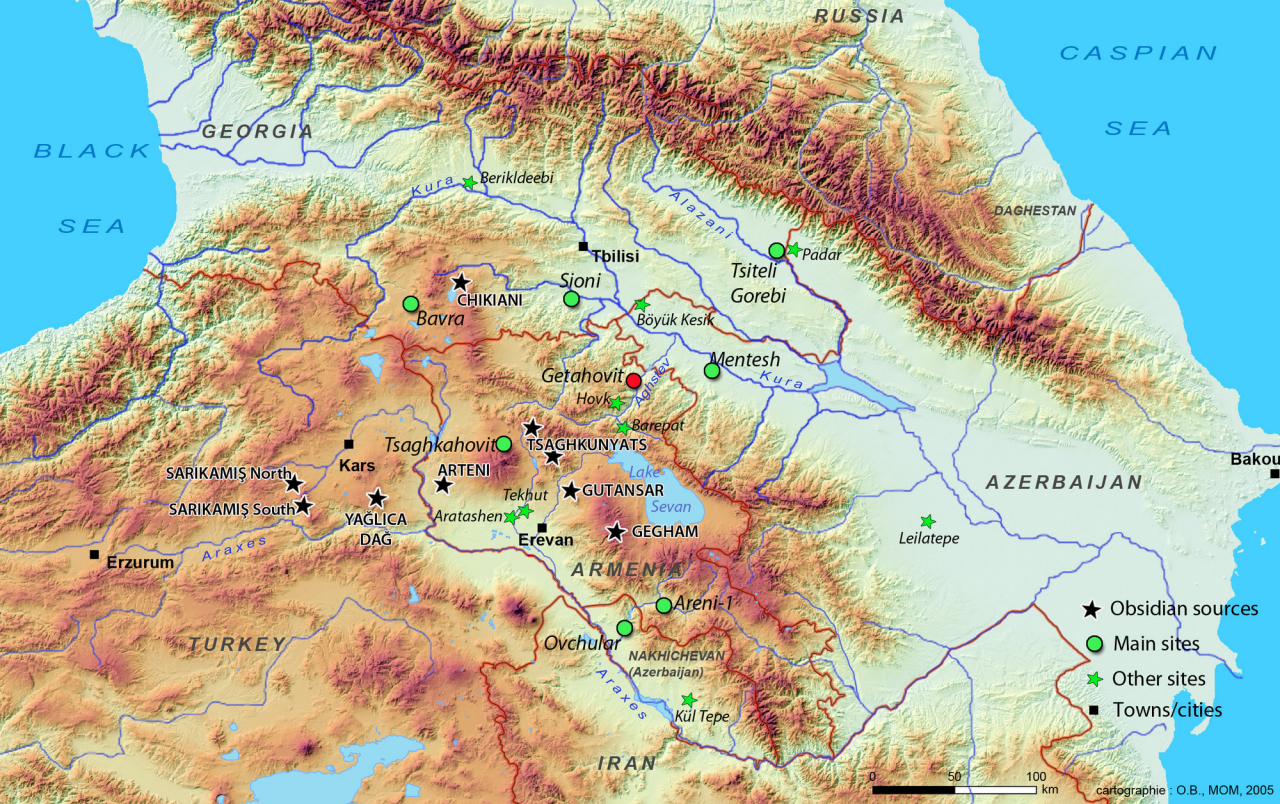 RUSSIA
CASPIAN
SEA
GEORGIA
BLACK
SEA
Kura
Berikldeebi
Alazani
DAGHESTAN
Tbilisi
Padar
Tsiteli
Gorebi
Sioni
CHIKIANI
Bavra
Böyük Kesik
Mentesh
Kura
Getahovit
Aghstev
Hovk
Barepat
Tsaghkahovit
TSAGHKUNYATS
Kars
SARIKAMIŞ North
SARIKAMIŞ South
ARTENI
YAĞLICA
DAĞ
Lake
Sevan
GUTANSAR
Tekhut
Aratashen
Erevan
GEGHAM
AZERBAIJAN
Bakou
Leilatepe
Araxes
Erzurum
ARMENIA
Areni-1
Ovchular
TURKEY
NAKHICHEVAN
(Azerbaijan)
Araxes
Kül Tepe
IRAN
Obsidian sources
Main sites
Other sites
Towns/cities
0 50 100
km
cartographie : O.B., MOM, 2005